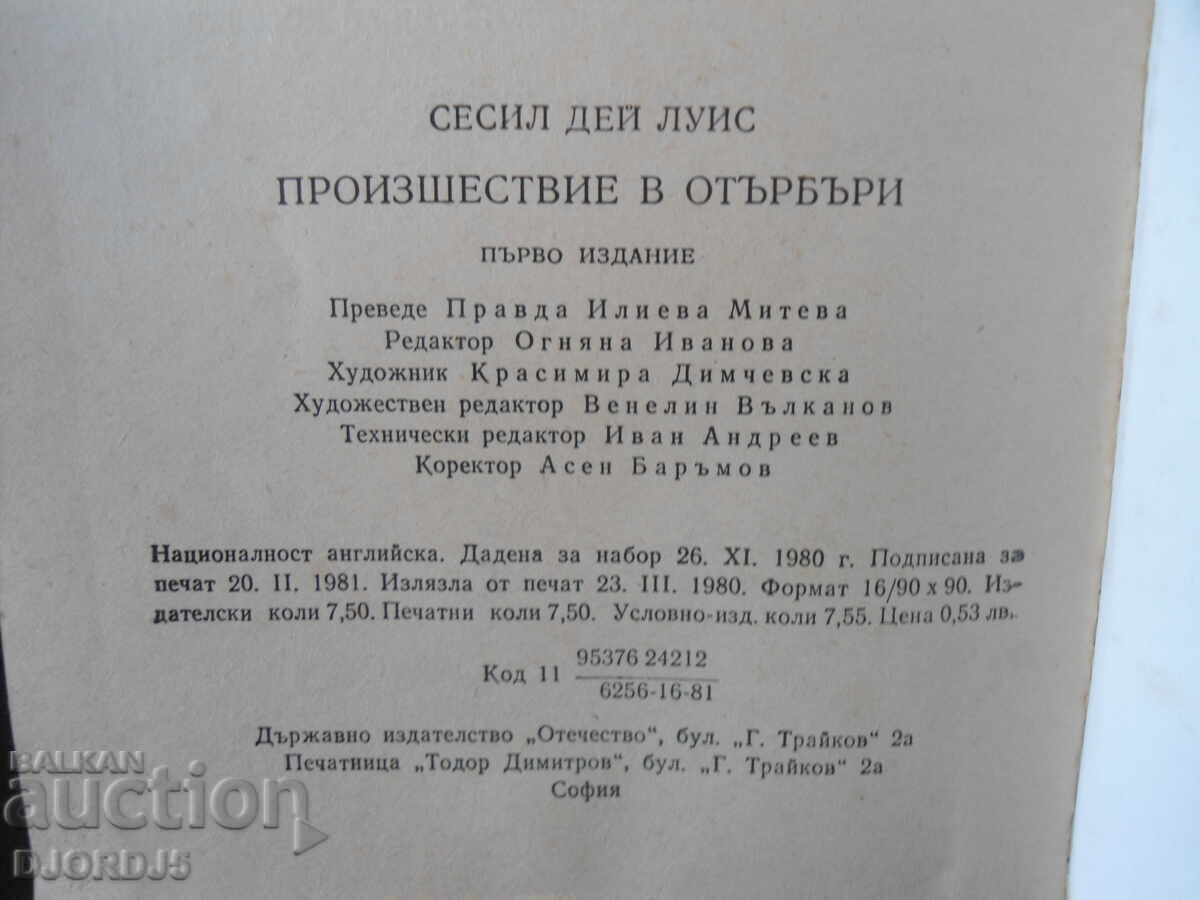 СЕСИЛ ДЕЙ ЛУИС
ПРОИЗШЕСТВИЕ В ОТЪРБЪРИ
ПЪРВО ИЗДАНИЕ
Преведе Правда Илиева Митева
Редактор Огняна Иванова
Художник Красимира Димчевска
Художествен редактор Венелин Вълканов
Технически редактор Иван Андреев
Коректор Асен Баръмов
Националност английска. Дадена за набор 26. XI. 1980 г. Подписана за
печат 20. II. 1981. Излязла от печат 23. III. 1980. Формат 16/90 x 90. Из-
дателски коли 7,50. Печатни коли 7,50. Условно-изд. коли 7,55. Цена 0,53 лв.
Код 11 95376 24212
6256-16-81
Държавно издателство „Отечество“, бул. „Г. Трайков“ 2а
Печатница „Тодор Димитров“, бул. „Г. Трайков“ 2а
София
BALKAN
auction
DJORDJ5